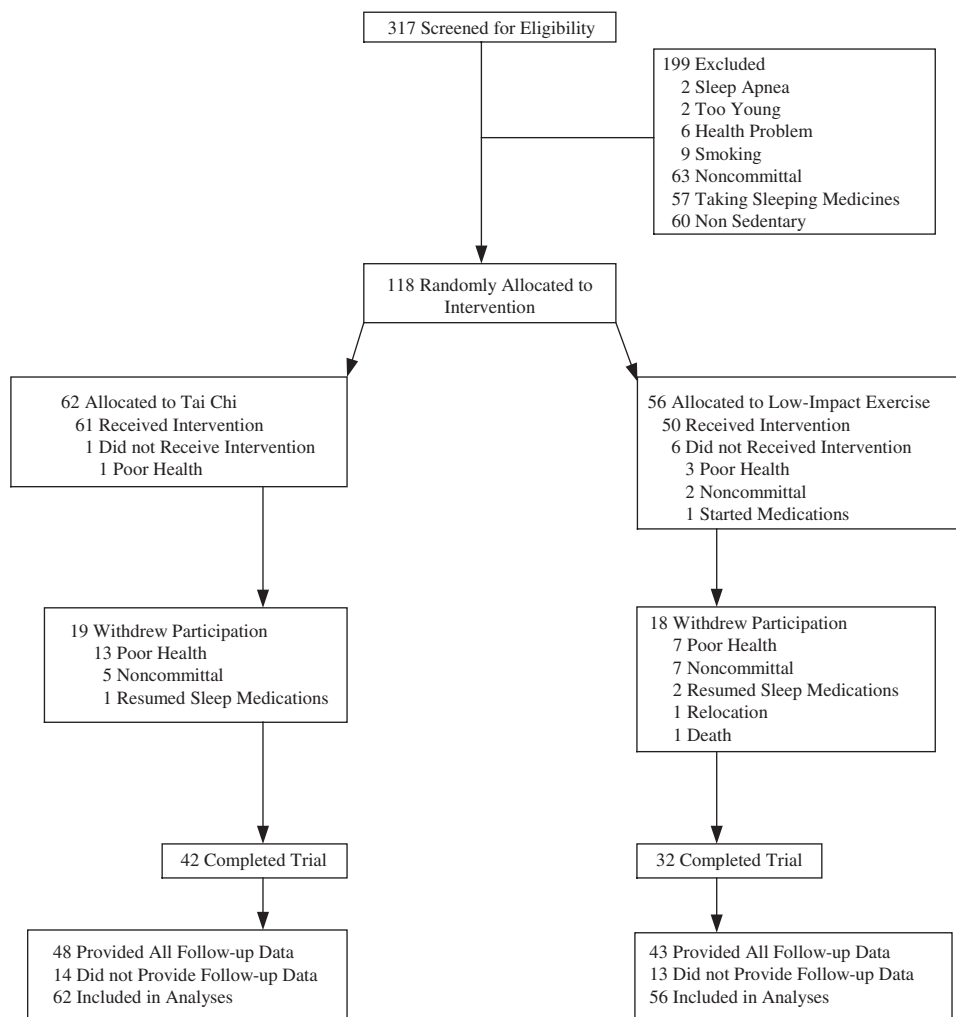 317 Screened for Eligibility
199 Excluded
2 Sleep Apnea
2 Too Young
6 Health Problem
9 Smoking
63 Noncommittal
57 Taking Sleeping Medicines
60 Non Sedentary
118 Randomly Allocated to
Intervention
62 Allocated to Tai Chi
61 Received Intervention
1 Did not Receive Intervention
1 Poor Health
56 Allocated to Low-Impact Exercise
50 Received Intervention
6 Did not Received Intervention
3 Poor Health
2 Noncommittal
1 Started Medications
19 Withdrew Participation
13 Poor Health
5 Noncommittal
1 Resumed Sleep Medications
18 Withdrew Participation
7 Poor Health
7 Noncommittal
2 Resumed Sleep Medications
1 Relocation
1 Death
42 Completed Trial
32 Completed Trial
48 Provided All Follow-up Data
14 Did not Provide Follow-up Data
62 Included in Analyses
43 Provided All Follow-up Data
13 Did not Provide Follow-up Data
56 Included in Analyses